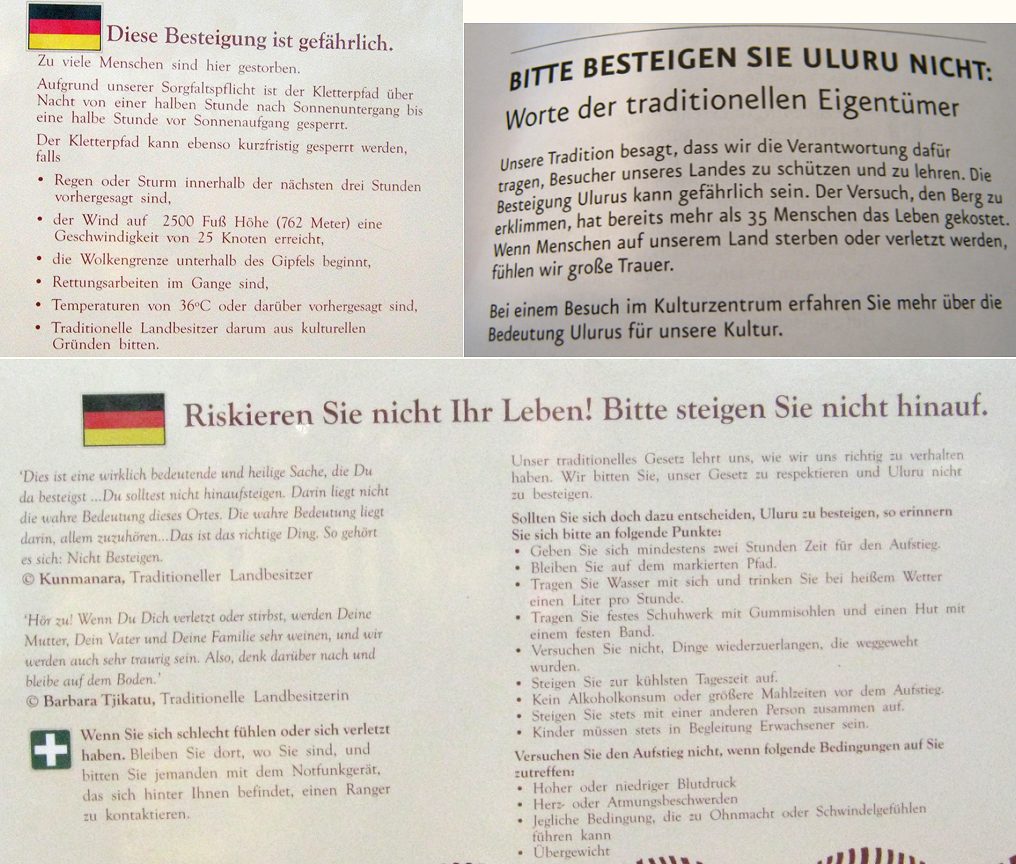 Diese Besteigung ist gefährlich.
Zu viele Menschen sind hier gestorben.
Aufgrund unserer Sorgfaltspflicht ist der Kletterpfad über
Nacht von einer halben Stunde nach Sonnenuntergang bis
eine halbe Stunde vor Sonnenaufgang gesperrt.
Der Kletterpfad kann ebenso kurzfristig gesperrt werden,
falls
• Regen oder Sturm innerhalb der nächsten drei Stunden
vorhergesagt sind,
• der Wind auf 2500 Fuß Höhe (762 Meter) eine
Geschwindigkeit von 25 Knoten erreicht,
• die Wolkengrenze unterhalb des Gipfels beginnt,
• Rettungsarbeiten im Gange sind,
• Temperaturen von 36ºC oder darüber vorhergesagt sind,
• Traditionelle Landbesitzer darum aus kulturellen
Gründen bitten.
BITTE BESTEIGEN SIE ULURU NICHT:
Worte der traditionellen Eigentümer
Unsere Tradition besagt, dass wir die Verantwortung dafür
tragen, Besucher unseres Landes zu schützen und zu lehren. Die
Besteigung Ulurus kann gefährlich sein. Der Versuch, den Berg zu
erklimmen, hat bereits mehr als 35 Menschen das Leben gekostet.
Wenn Menschen auf unserem Land sterben oder verletzt werden,
fühlen wir große Trauer.
Bei einem Besuch im Kulturzentrum erfahren Sie mehr über die
Bedeutung Ulurus für unsere Kultur.
Riskieren Sie nicht Ihr Leben! Bitte steigen Sie nicht hinauf.
'Dies ist eine wirklich bedeutende und heilige Sache, die Du
da besteigst ...Du solltest nicht hinaufsteigen. Darin liegt nicht
die wahre Bedeutung dieses Ortes. Die wahre Bedeutung liegt
darin, allem zuzuhören...Das ist das richtige Ding. So gehört
es sich: Nicht Besteigen.
© Kunmanara, Traditioneller Landbesitzer
'Hör zu! Wenn Du Dich verletzt oder stirbst, werden Deine
Mutter, Dein Vater und Deine Familie sehr weinen, und wir
werden auch sehr traurig sein. Also, denk darüber nach und
bleibe auf dem Boden.'
© Barbara Tjikatu, Traditionelle Landbesitzerin
Wenn Sie sich schlecht fühlen oder sich verletzt
haben. Bleiben Sie dort, wo Sie sind, und
bitten Sie jemanden mit dem Notfunkgerät,
das sich hinter Ihnen befindet, einen Ranger
zu kontaktieren.
Unser traditionelles Gesetz lehrt uns, wie wir uns richtig zu verhalten
haben. Wir bitten Sie, unser Gesetz zu respektieren und Uluru nicht
zu besteigen.
Sollten Sie sich doch dazu entscheiden, Uluru zu besteigen, so erinnern
Sie sich bitte an folgende Punkte:
• Geben Sie sich mindestens zwei Stunden Zeit für den Aufstieg.
• Bleiben Sie auf dem markierten Pfad.
• Tragen Sie Wasser mit sich und trinken Sie bei heißem Wetter
einen Liter pro Stunde.
• Tragen Sie festes Schuhwerk mit Gummisohlen und einen Hut mit
einem festen Band.
• Versuchen Sie nicht, Dinge wiederzuerlangen, die weggeweht
wurden.
• Steigen Sie zur kühlsten Tageszeit auf.
• Kein Alkoholkonsum oder größere Mahlzeiten vor dem Aufstieg.
• Steigen Sie stets mit einer anderen Person zusammen auf.
• Kinder müssen stets in Begleitung Erwachsener sein.
Versuchen Sie den Aufstieg nicht, wenn folgende Bedingungen auf Sie
zutreffen:
• Hoher oder niedriger Blutdruck
• Herz- oder Atmungsbeschwerden
• Jegliche Bedingung, die zu Ohnmacht oder Schwindelgefühlen
führen kann
• Übergewicht